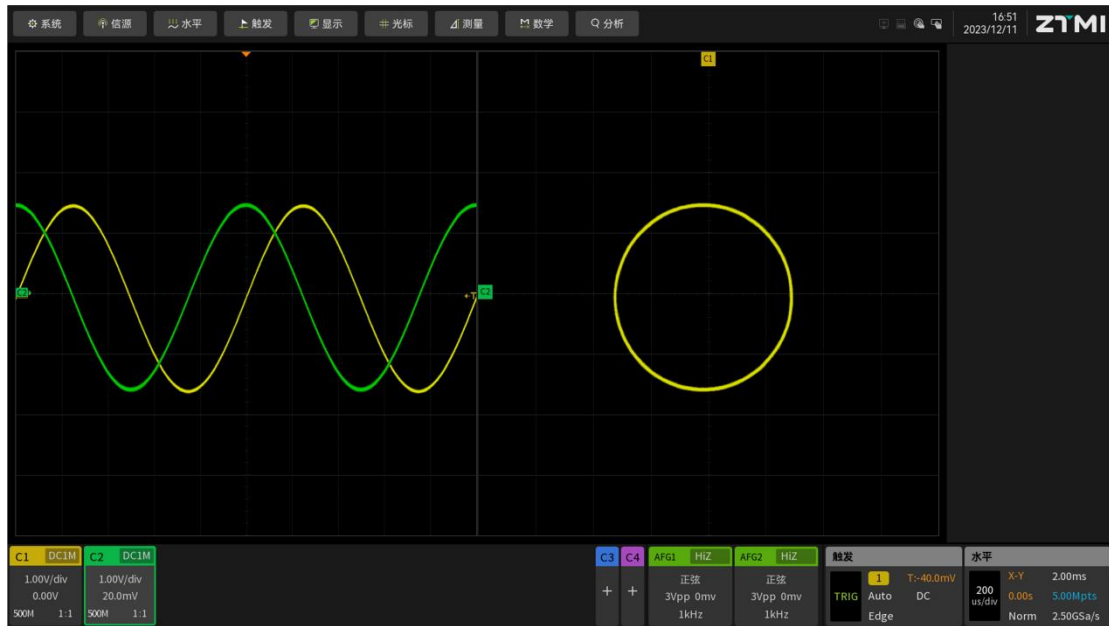 系统 信源 水平 触发 显示 光标 测量 数学 分析 16:51 2023/12/11 ZTMI
C1
C2 T C2
C1 DC1M C2 DC1M C3 C4 AFG1 HiZ AFG2 HiZ 触发 水平
1.00V/div 1.00V/div + + 正弦 正弦 TRIG 1 T:-40.0mV 200 us/div X-Y 2.00ms
0.00V 20.0mV 3Vpp 0mv 3Vpp 0mv Auto DC 0.00s 5.00Mpts
500M 1:1 500M 1:1 1kHz 1kHz Edge Norm 2.50GSa/s